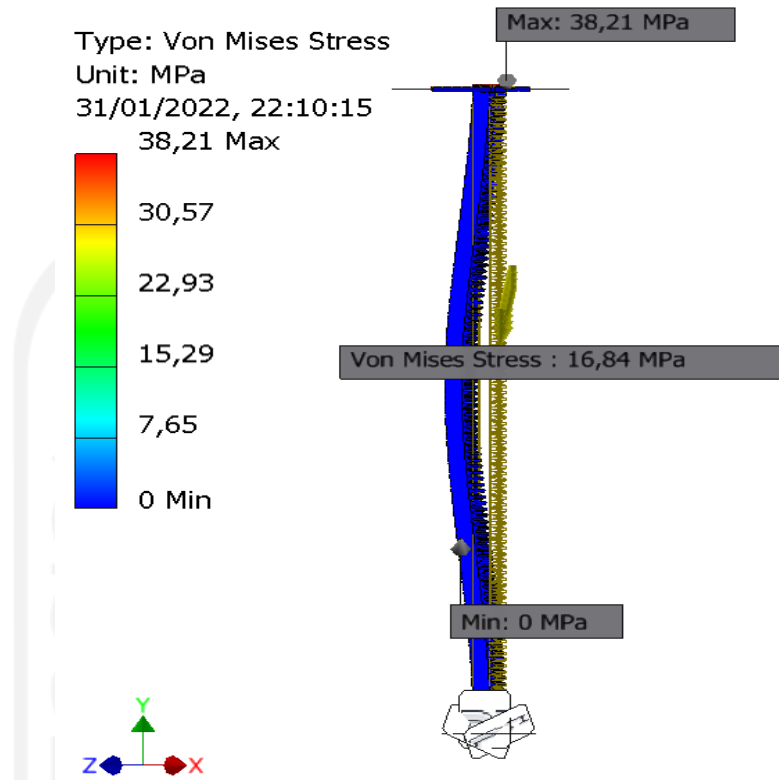 Max: 38,21 MPa
Type: Von Mises Stress
Unit: MPa
31/01/2022, 22:10:15
38,21 Max
30,57
22,93
15,29
7,65
0 Min
Von Mises Stress : 16,84 MPa
Min: 0 MPa
Y
Z
X